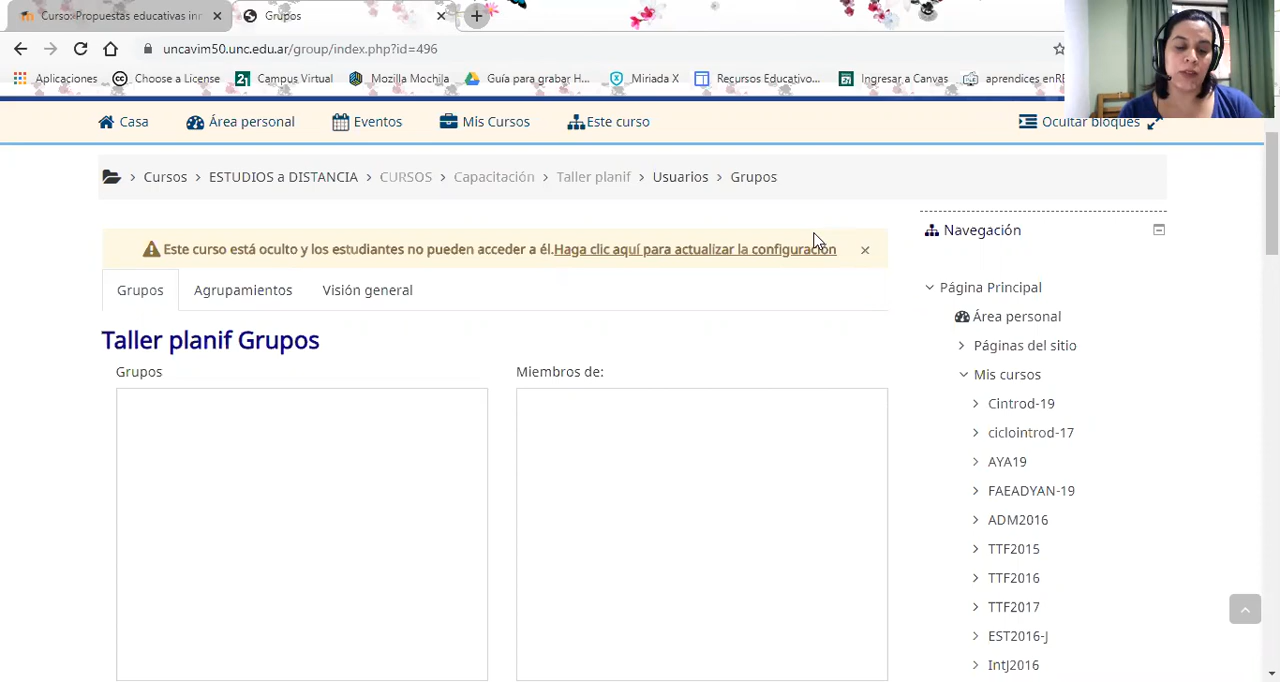 Curso: Propuestas educativas inn
Grupos
uncavim50.unc.edu.ar/group/index.php?id=496
Aplicaciones
Choose a License
Campus Virtual
Mozilla Mochila
Guía para grabar H...
Miriada X
Recursos Educativo...
Ingresar a Canvas
aprendices enRE
Casa
Área personal
Eventos
Mis Cursos
Este curso
Ocultar bloques
Cursos > ESTUDIOS a DISTANCIA > CURSOS > Capacitación > Taller planif > Usuarios > Grupos
Este curso está oculto y los estudiantes no pueden acceder a él.Haga clic aquí para actualizar la configuración ×
Grupos
Agrupamientos
Visión general
Taller planif Grupos
Grupos
Miembros de:
Navegación
Página Principal
Área personal
Páginas del sitio
Mis cursos
Cintrod-19
ciclointrod-17
AYA19
FAEADYAN-19
ADM2016
TTF2015
TTF2016
TTF2017
EST2016-J
IntJ2016